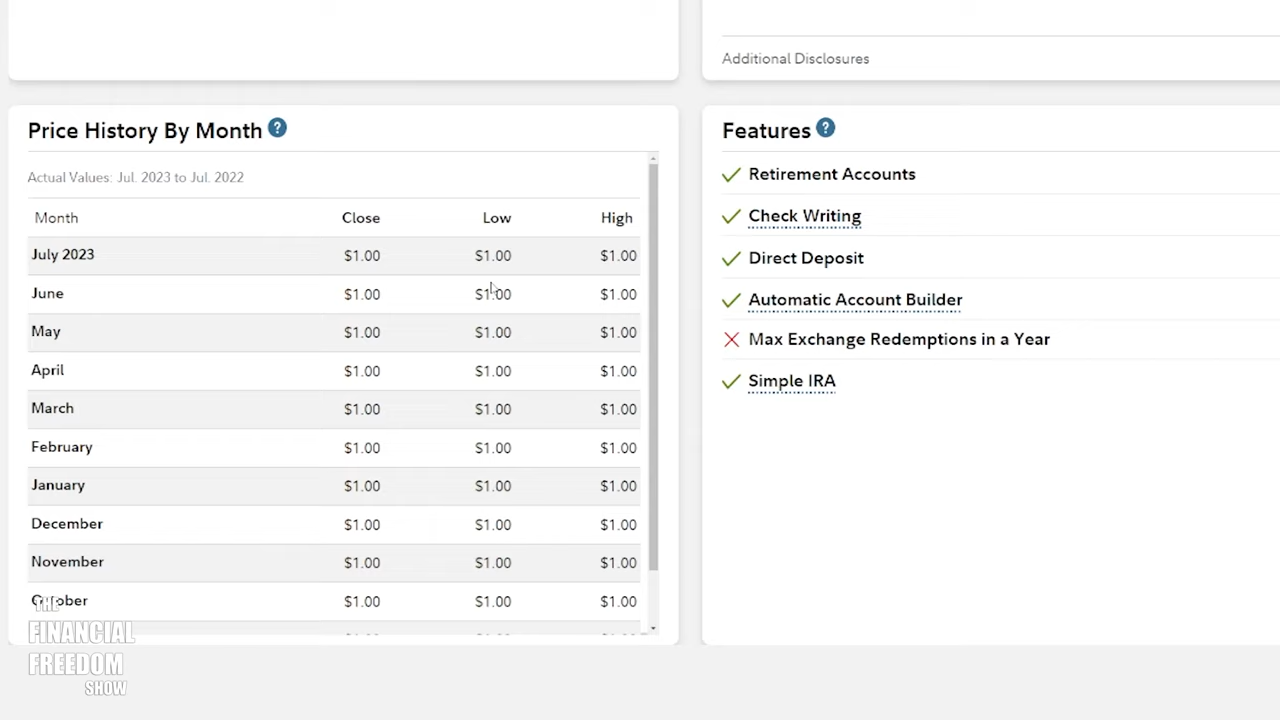 Additional Disclosures
Price History By Month ?
Actual Values: Jul. 2023 to Jul. 2022
Month Close Low High
July 2023 $1.00 $1.00 $1.00
June $1.00 $1.00 $1.00
May $1.00 $1.00 $1.00
April $1.00 $1.00 $1.00
March $1.00 $1.00 $1.00
February $1.00 $1.00 $1.00
January $1.00 $1.00 $1.00
December $1.00 $1.00 $1.00
November $1.00 $1.00 $1.00
October $1.00 $1.00 $1.00
Features ?
Retirement Accounts
Check Writing
Direct Deposit
Automatic Account Builder
Max Exchange Redemptions in a Year
Simple IRA
THE
FINANCIAL
FREEDOM
SHOW